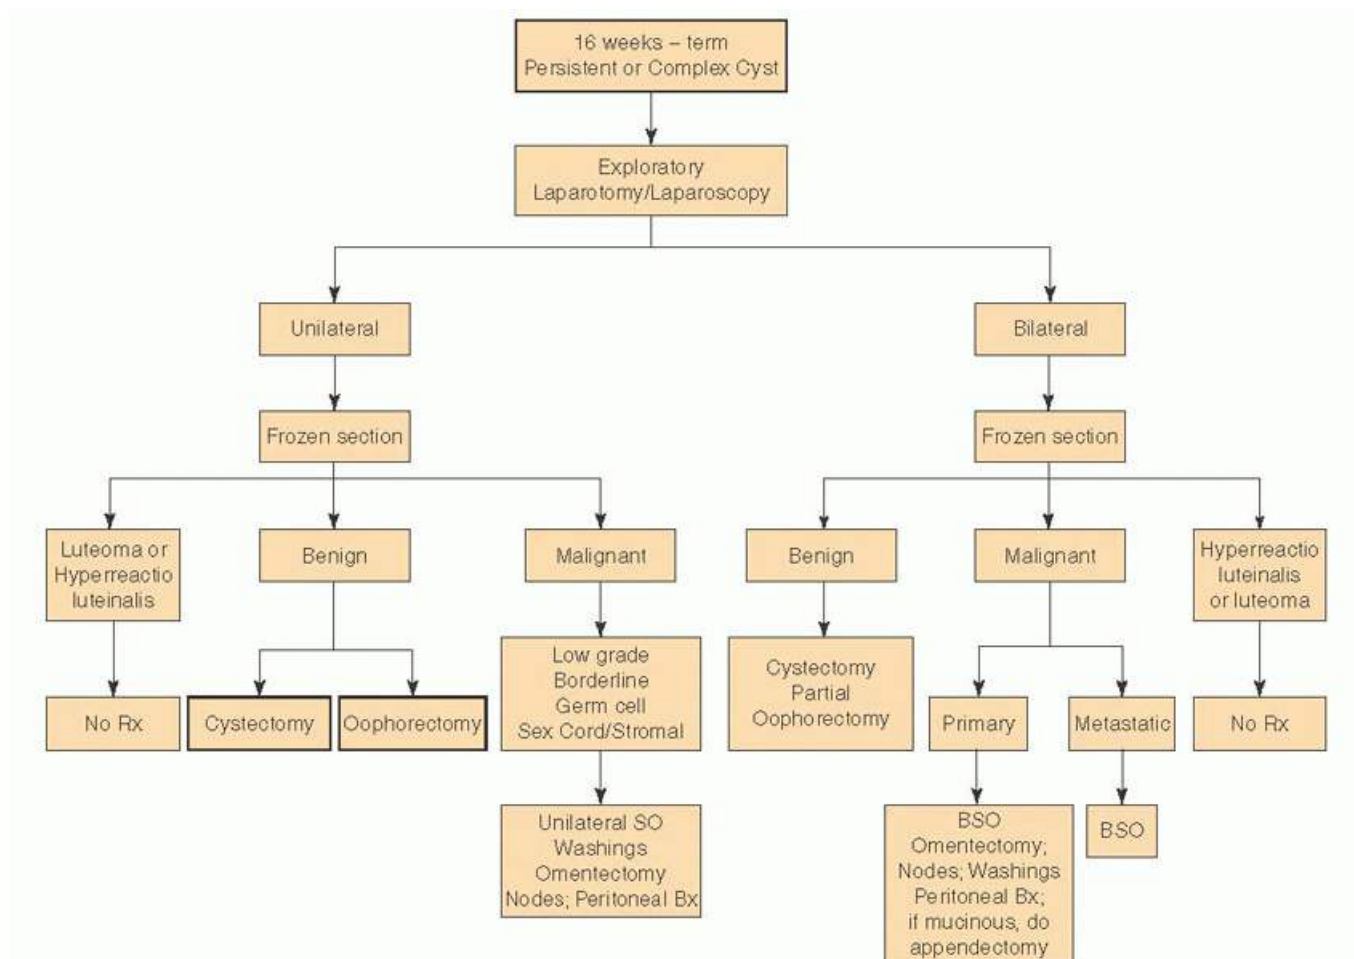 16 weeks – term
Persistent or Complex Cyst
Exploratory
Laparotomy/Laparoscopy
Unilateral
Bilateral
Frozen section
Frozen section
Luteoma or
Hyperreactio
luteinalis
Benign
Malignant
Benign
Malignant
Hyperreactio
luteinalis
or luteoma
No Rx
Cystectomy
Oophorectomy
Low grade
Borderline
Germ cell
Sex Cord/Stromal
Cystectomy
Partial
Oophorectomy
Primary
Metastatic
No Rx
Unilateral SO
Washings
Omentectomy
Nodes; Peritoneal Bx
BSO
Omentectomy;
Nodes; Washings
Peritoneal Bx;
if mucinous, do
appendectomy
BSO